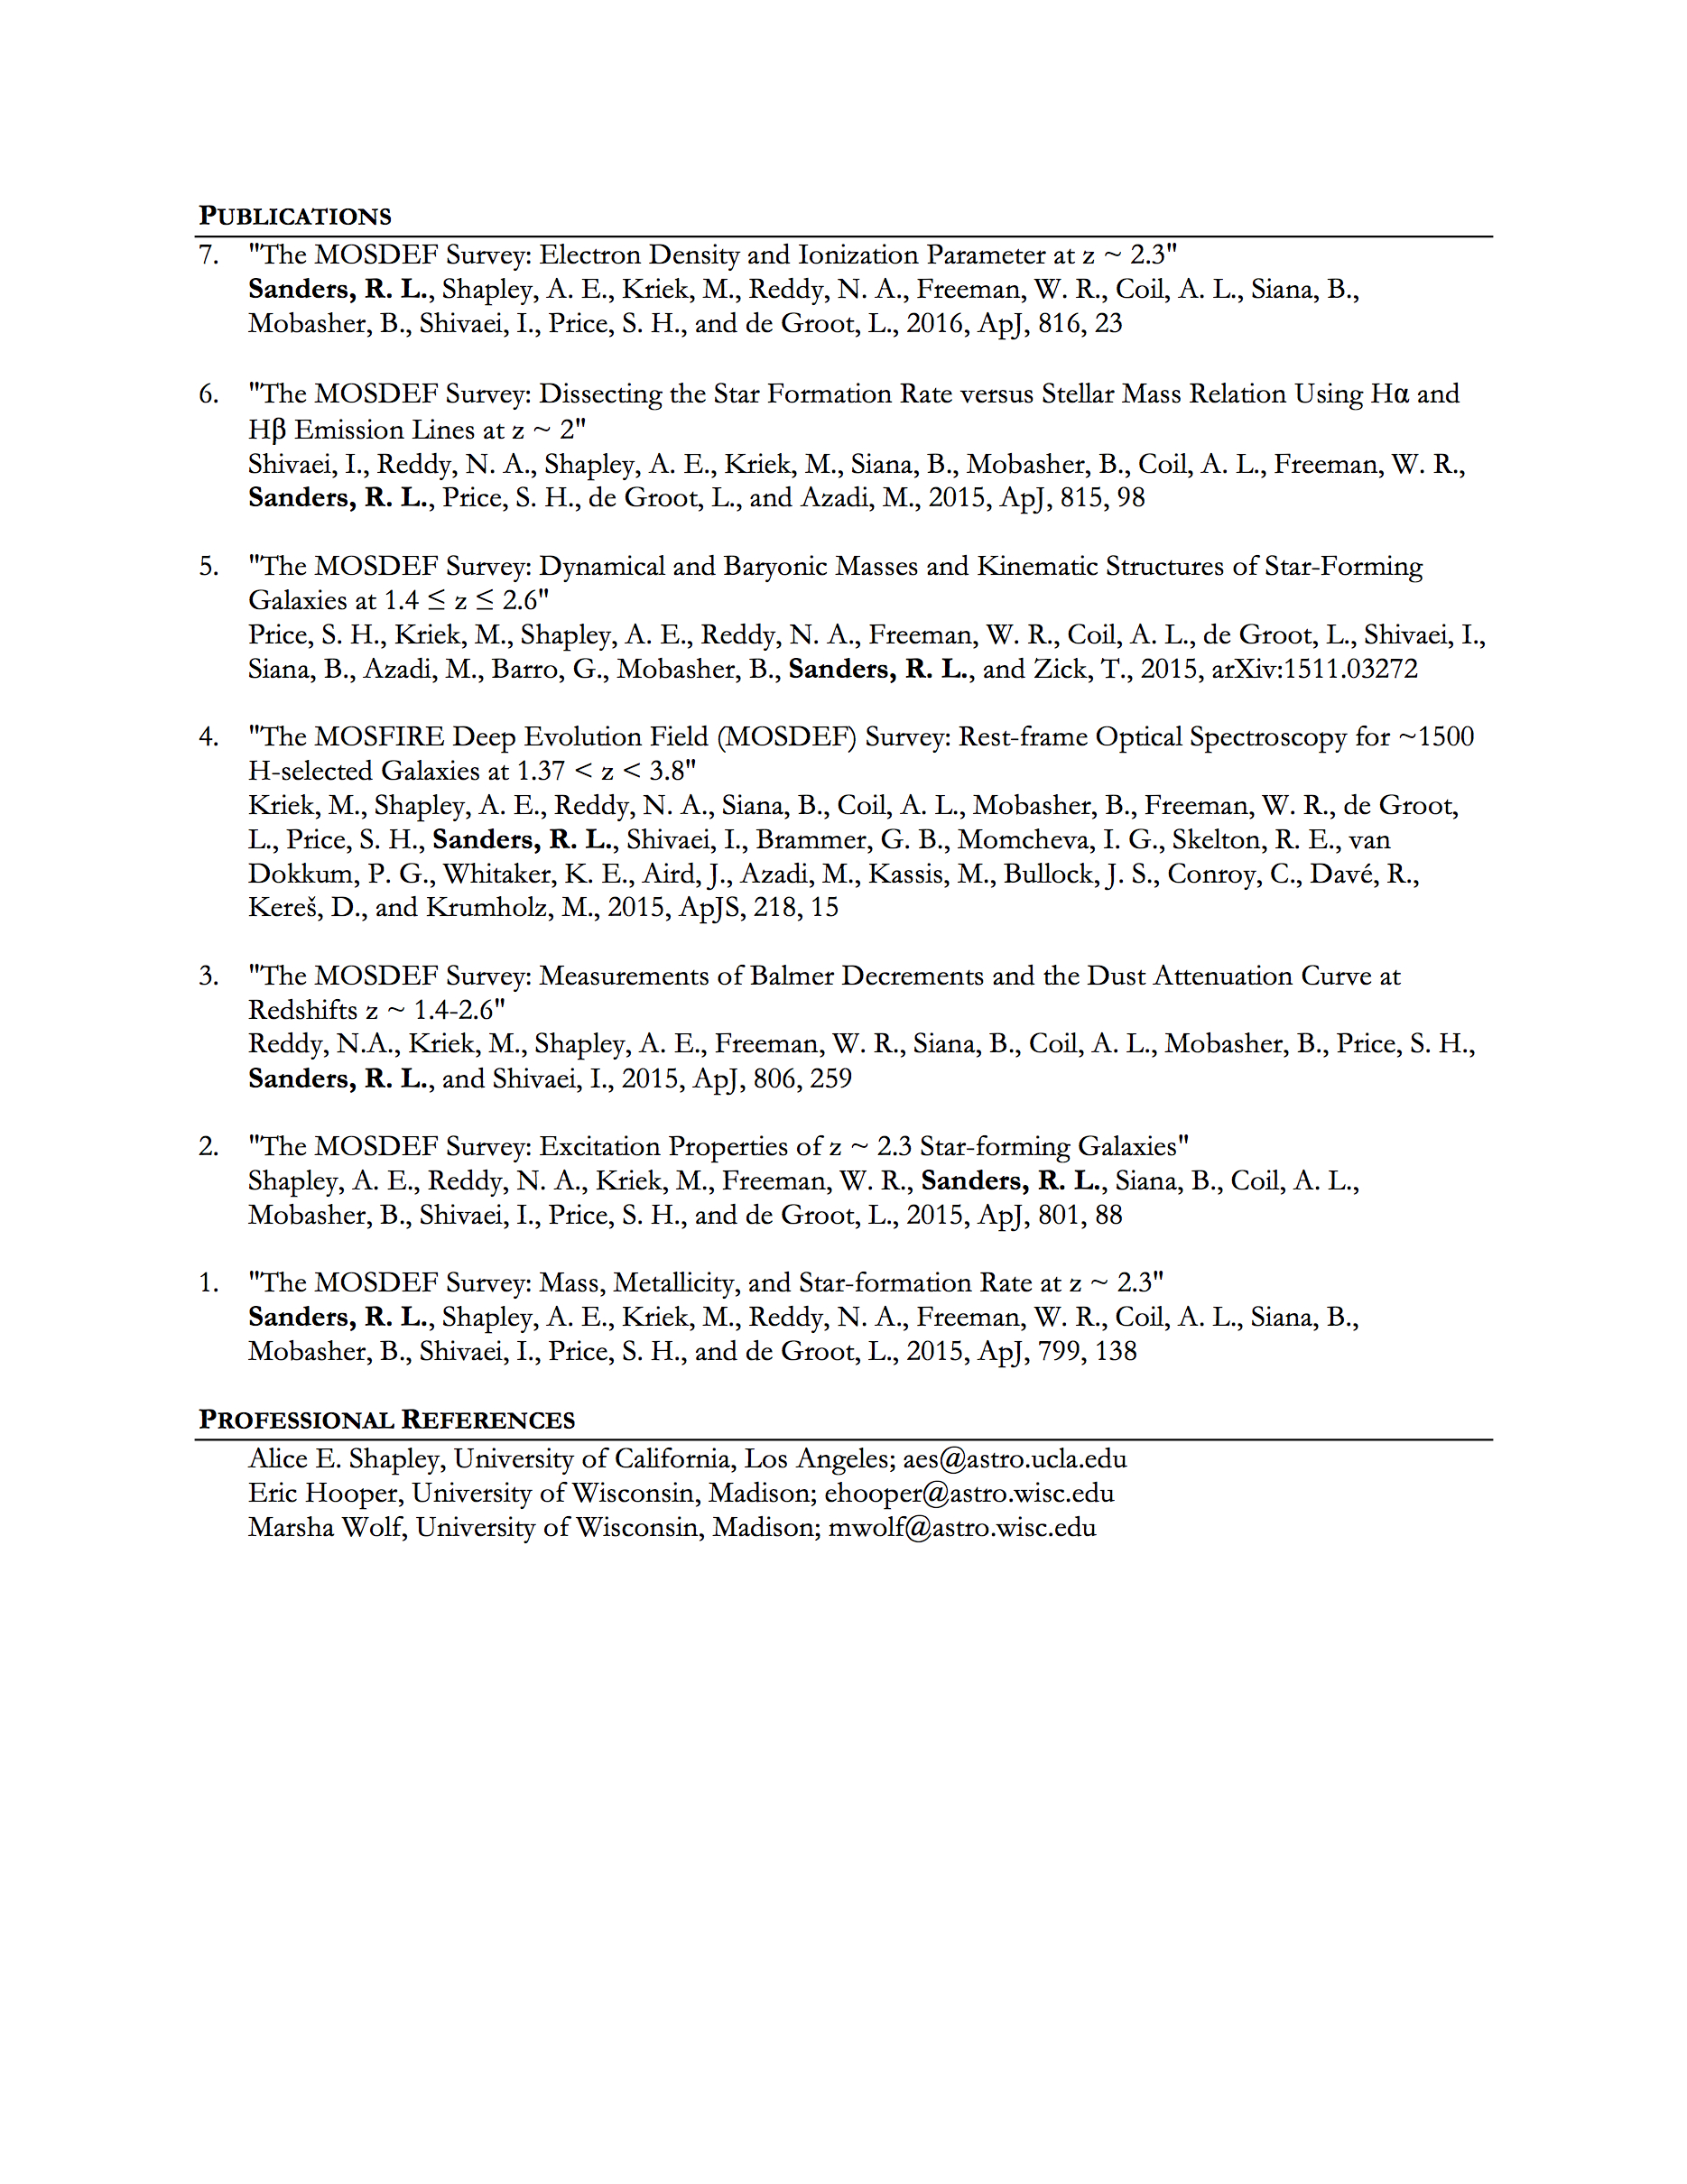 PUBLICATIONS
7. "The MOSDEF Survey: Electron Density and Ionization Parameter at z ~ 2.3"
Sanders, R. L., Shapley, A. E., Kriek, M., Reddy, N. A., Freeman, W. R., Coil, A. L., Siana, B.,
Mobasher, B., Shivaei, I., Price, S. H., and de Groot, L., 2016, ApJ, 816, 23
6. "The MOSDEF Survey: Dissecting the Star Formation Rate versus Stellar Mass Relation Using Hα and
Hβ Emission Lines at z ~ 2"
Shivaei, I., Reddy, N. A., Shapley, A. E., Kriek, M., Siana, B., Mobasher, B., Coil, A. L., Freeman, W. R.,
Sanders, R. L., Price, S. H., de Groot, L., and Azadi, M., 2015, ApJ, 815, 98
5. "The MOSDEF Survey: Dynamical and Baryonic Masses and Kinematic Structures of Star-Forming
Galaxies at 1.4 ≤ z ≤ 2.6"
Price, S. H., Kriek, M., Shapley, A. E., Reddy, N. A., Freeman, W. R., Coil, A. L., de Groot, L., Shivaei, I.,
Siana, B., Azadi, M., Barro, G., Mobasher, B., Sanders, R. L., and Zick, T., 2015, arXiv:1511.03272
4. "The MOSFIRE Deep Evolution Field (MOSDEF) Survey: Rest-frame Optical Spectroscopy for ~1500
H-selected Galaxies at 1.37 < z < 3.8"
Kriek, M., Shapley, A. E., Reddy, N. A., Siana, B., Coil, A. L., Mobasher, B., Freeman, W. R., de Groot,
L., Price, S. H., Sanders, R. L., Shivaei, I., Brammer, G. B., Momcheva, I. G., Skelton, R. E., van
Dokkum, P. G., Whitaker, K. E., Aird, J., Azadi, M., Kassis, M., Bullock, J. S., Conroy, C., Davé, R.,
Kereš, D., and Krumholz, M., 2015, ApJS, 218, 15
3. "The MOSDEF Survey: Measurements of Balmer Decrements and the Dust Attenuation Curve at
Redshifts z ~ 1.4-2.6"
Reddy, N.A., Kriek, M., Shapley, A. E., Freeman, W. R., Siana, B., Coil, A. L., Mobasher, B., Price, S. H.,
Sanders, R. L., and Shivaei, I., 2015, ApJ, 806, 259
2. "The MOSDEF Survey: Excitation Properties of z ~ 2.3 Star-forming Galaxies"
Shapley, A. E., Reddy, N. A., Kriek, M., Freeman, W. R., Sanders, R. L., Siana, B., Coil, A. L.,
Mobasher, B., Shivaei, I., Price, S. H., and de Groot, L., 2015, ApJ, 801, 88
1. "The MOSDEF Survey: Mass, Metallicity, and Star-formation Rate at z ~ 2.3"
Sanders, R. L., Shapley, A. E., Kriek, M., Reddy, N. A., Freeman, W. R., Coil, A. L., Siana, B.,
Mobasher, B., Shivaei, I., Price, S. H., and de Groot, L., 2015, ApJ, 799, 138
PROFESSIONAL REFERENCES
Alice E. Shapley, University of California, Los Angeles; aes@astro.ucla.edu
Eric Hooper, University of Wisconsin, Madison; ehooper@astro.wisc.edu
Marsha Wolf, University of Wisconsin, Madison; mwolf@astro.wisc.edu